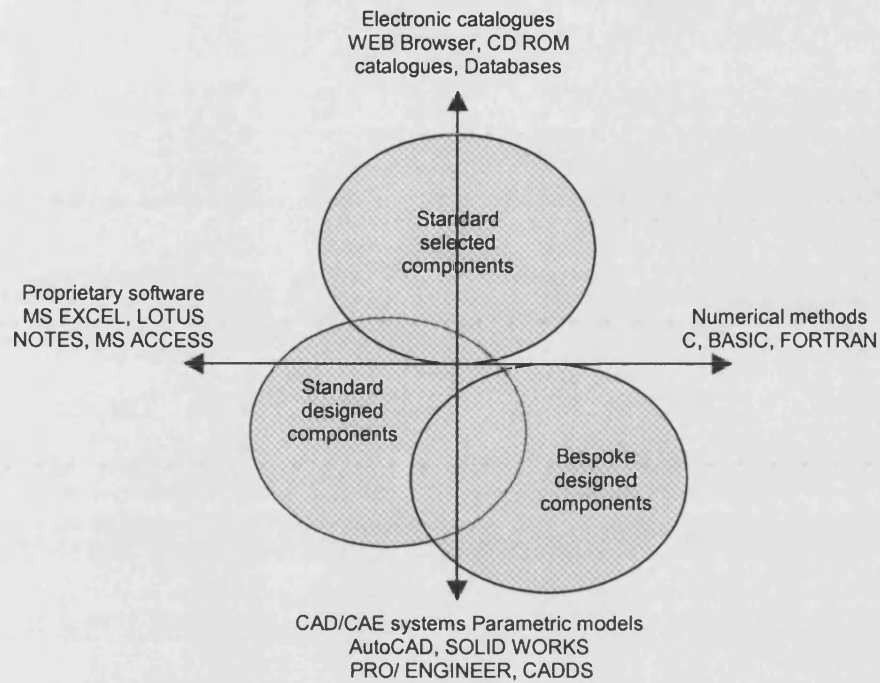 Electronic catalogues
WEB Browser, CD ROM
catalogues, Databases
Standard
selected
components
Proprietary software
MS EXCEL, LOTUS
NOTES, MS ACCESS
Numerical methods
C, BASIC, FORTRAN
Standard
designed
components
Bespoke
designed
components
CAD/CAE systems Parametric models
AutoCAD, SOLID WORKS
PRO/ ENGINEER, CADDS